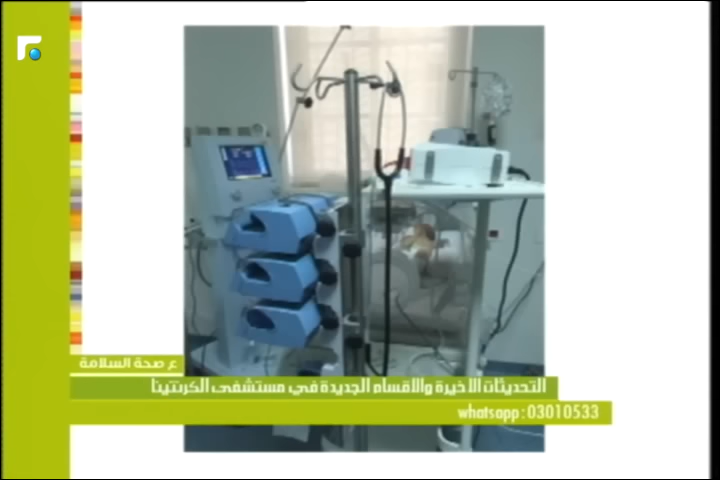 ع صحة السلامة
التحديثات الأخيرة والأقسام الجديدة في مستشفى الكرنتينا
whatsapp:03010533